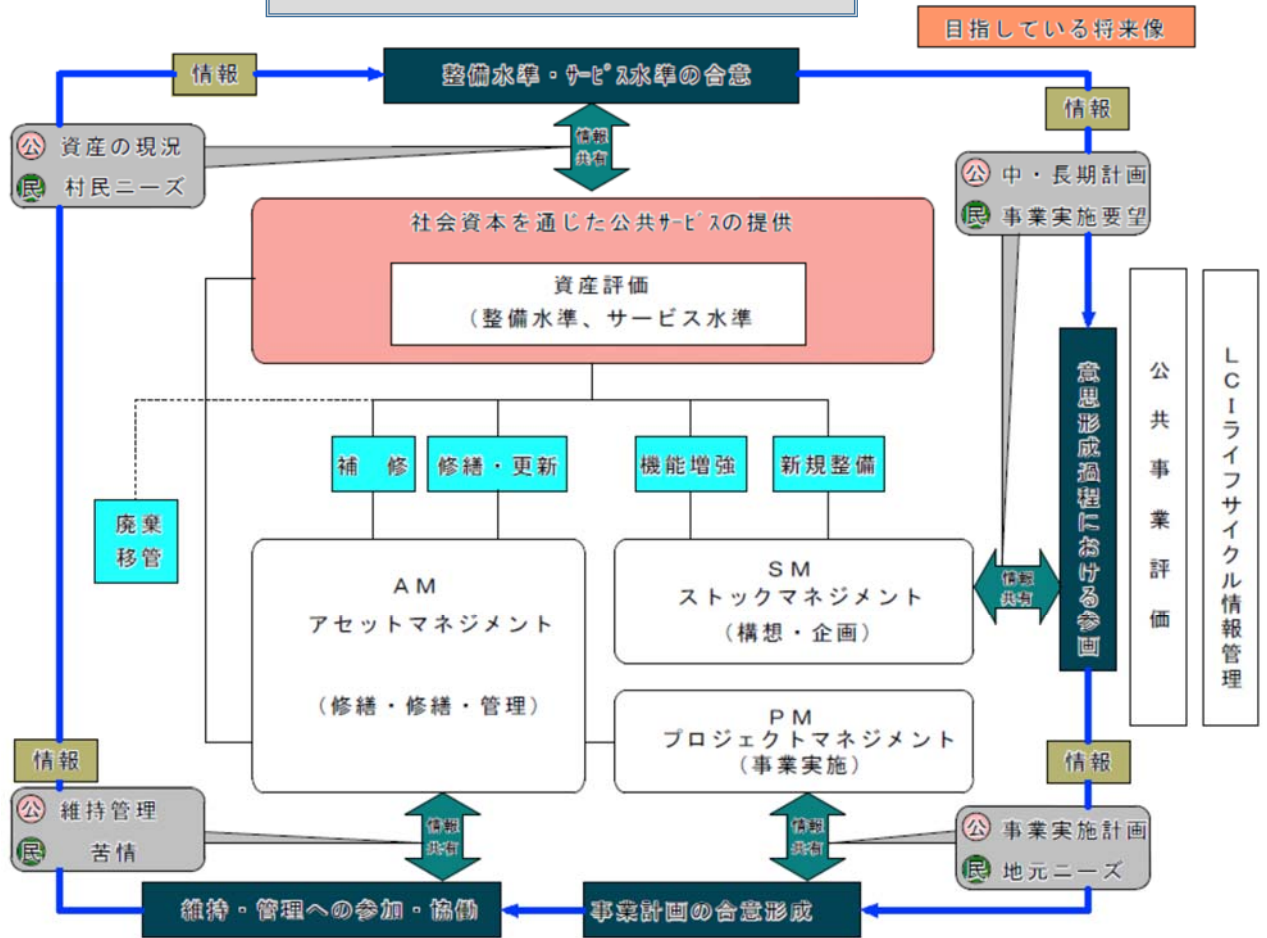 目指している将来像
情報
整備水準・ｻｰﾋﾞｽ水準の合意
情報
公 資産の現況
民 村民ニーズ
情報
共有
公 中・長期計画
民 事業実施要望
社会資本を通じた公共ｻｰﾋﾞｽの提供
資産評価
（整備水準、サービス水準
補　修
修繕・更新
機能増強
新規整備
廃棄
移管
ＡＭ
アセットマネジメント
（修繕・修繕・管理）
ＳＭ
ストックマネジメント
（構想・企画）
情報
共有
意思形成過程における参画
公共事業評価
ＬＣＩライフサイクル情報管理
ＰＭ
プロジェクトマネジメント
（事業実施）
情報
情報
公 維持管理
民 苦情
情報
共有
情報
共有
公 事業実施計画
民 地元ニーズ
維持・管理への参加・協働
事業計画の合意形成